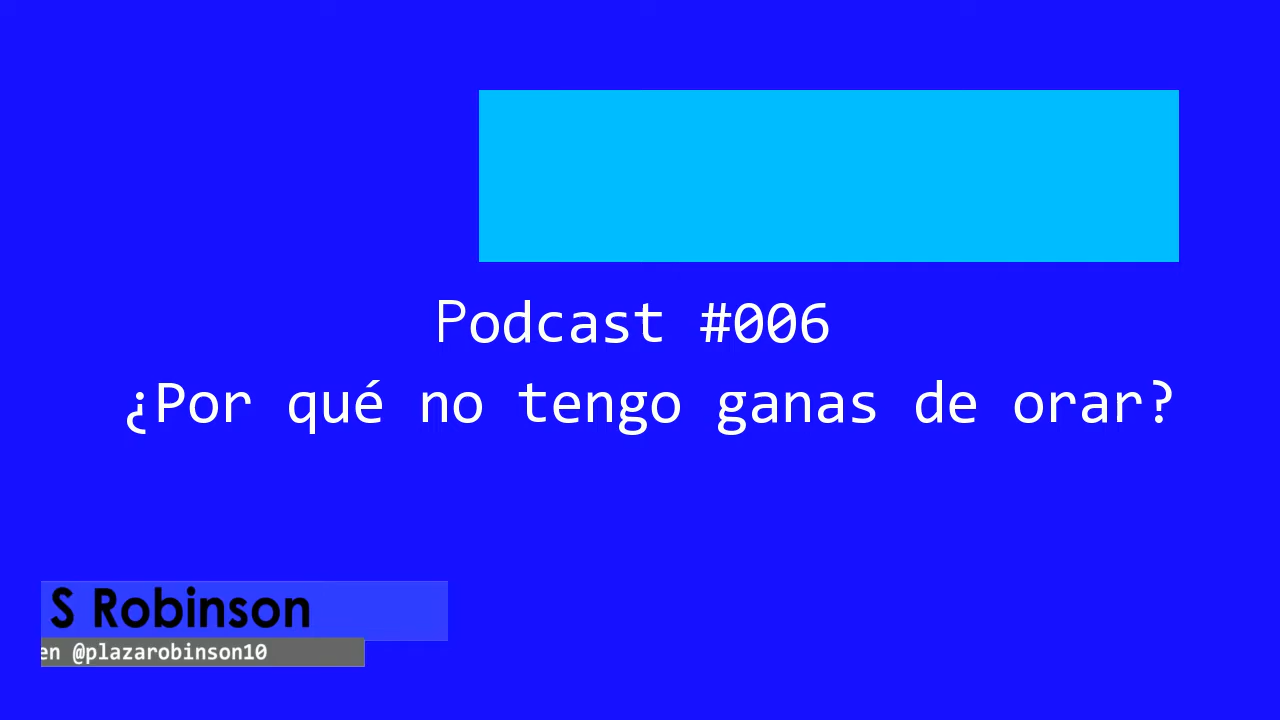 Podcast #006
¿Por qué no tengo ganas de orar?
S Robinson
en @plazarobinson10